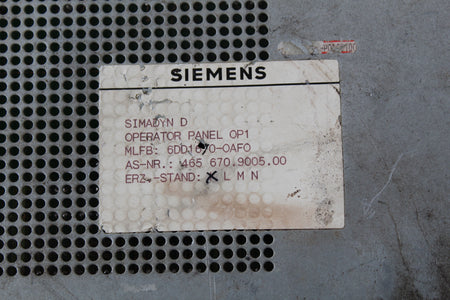 SIEMENS
SIMADYN D
OPERATOR PANEL OP1
MLFB: 6DD1670-0AF0
AS-NR.: 465 670.9005.00
ERZ.-STAND: L M N